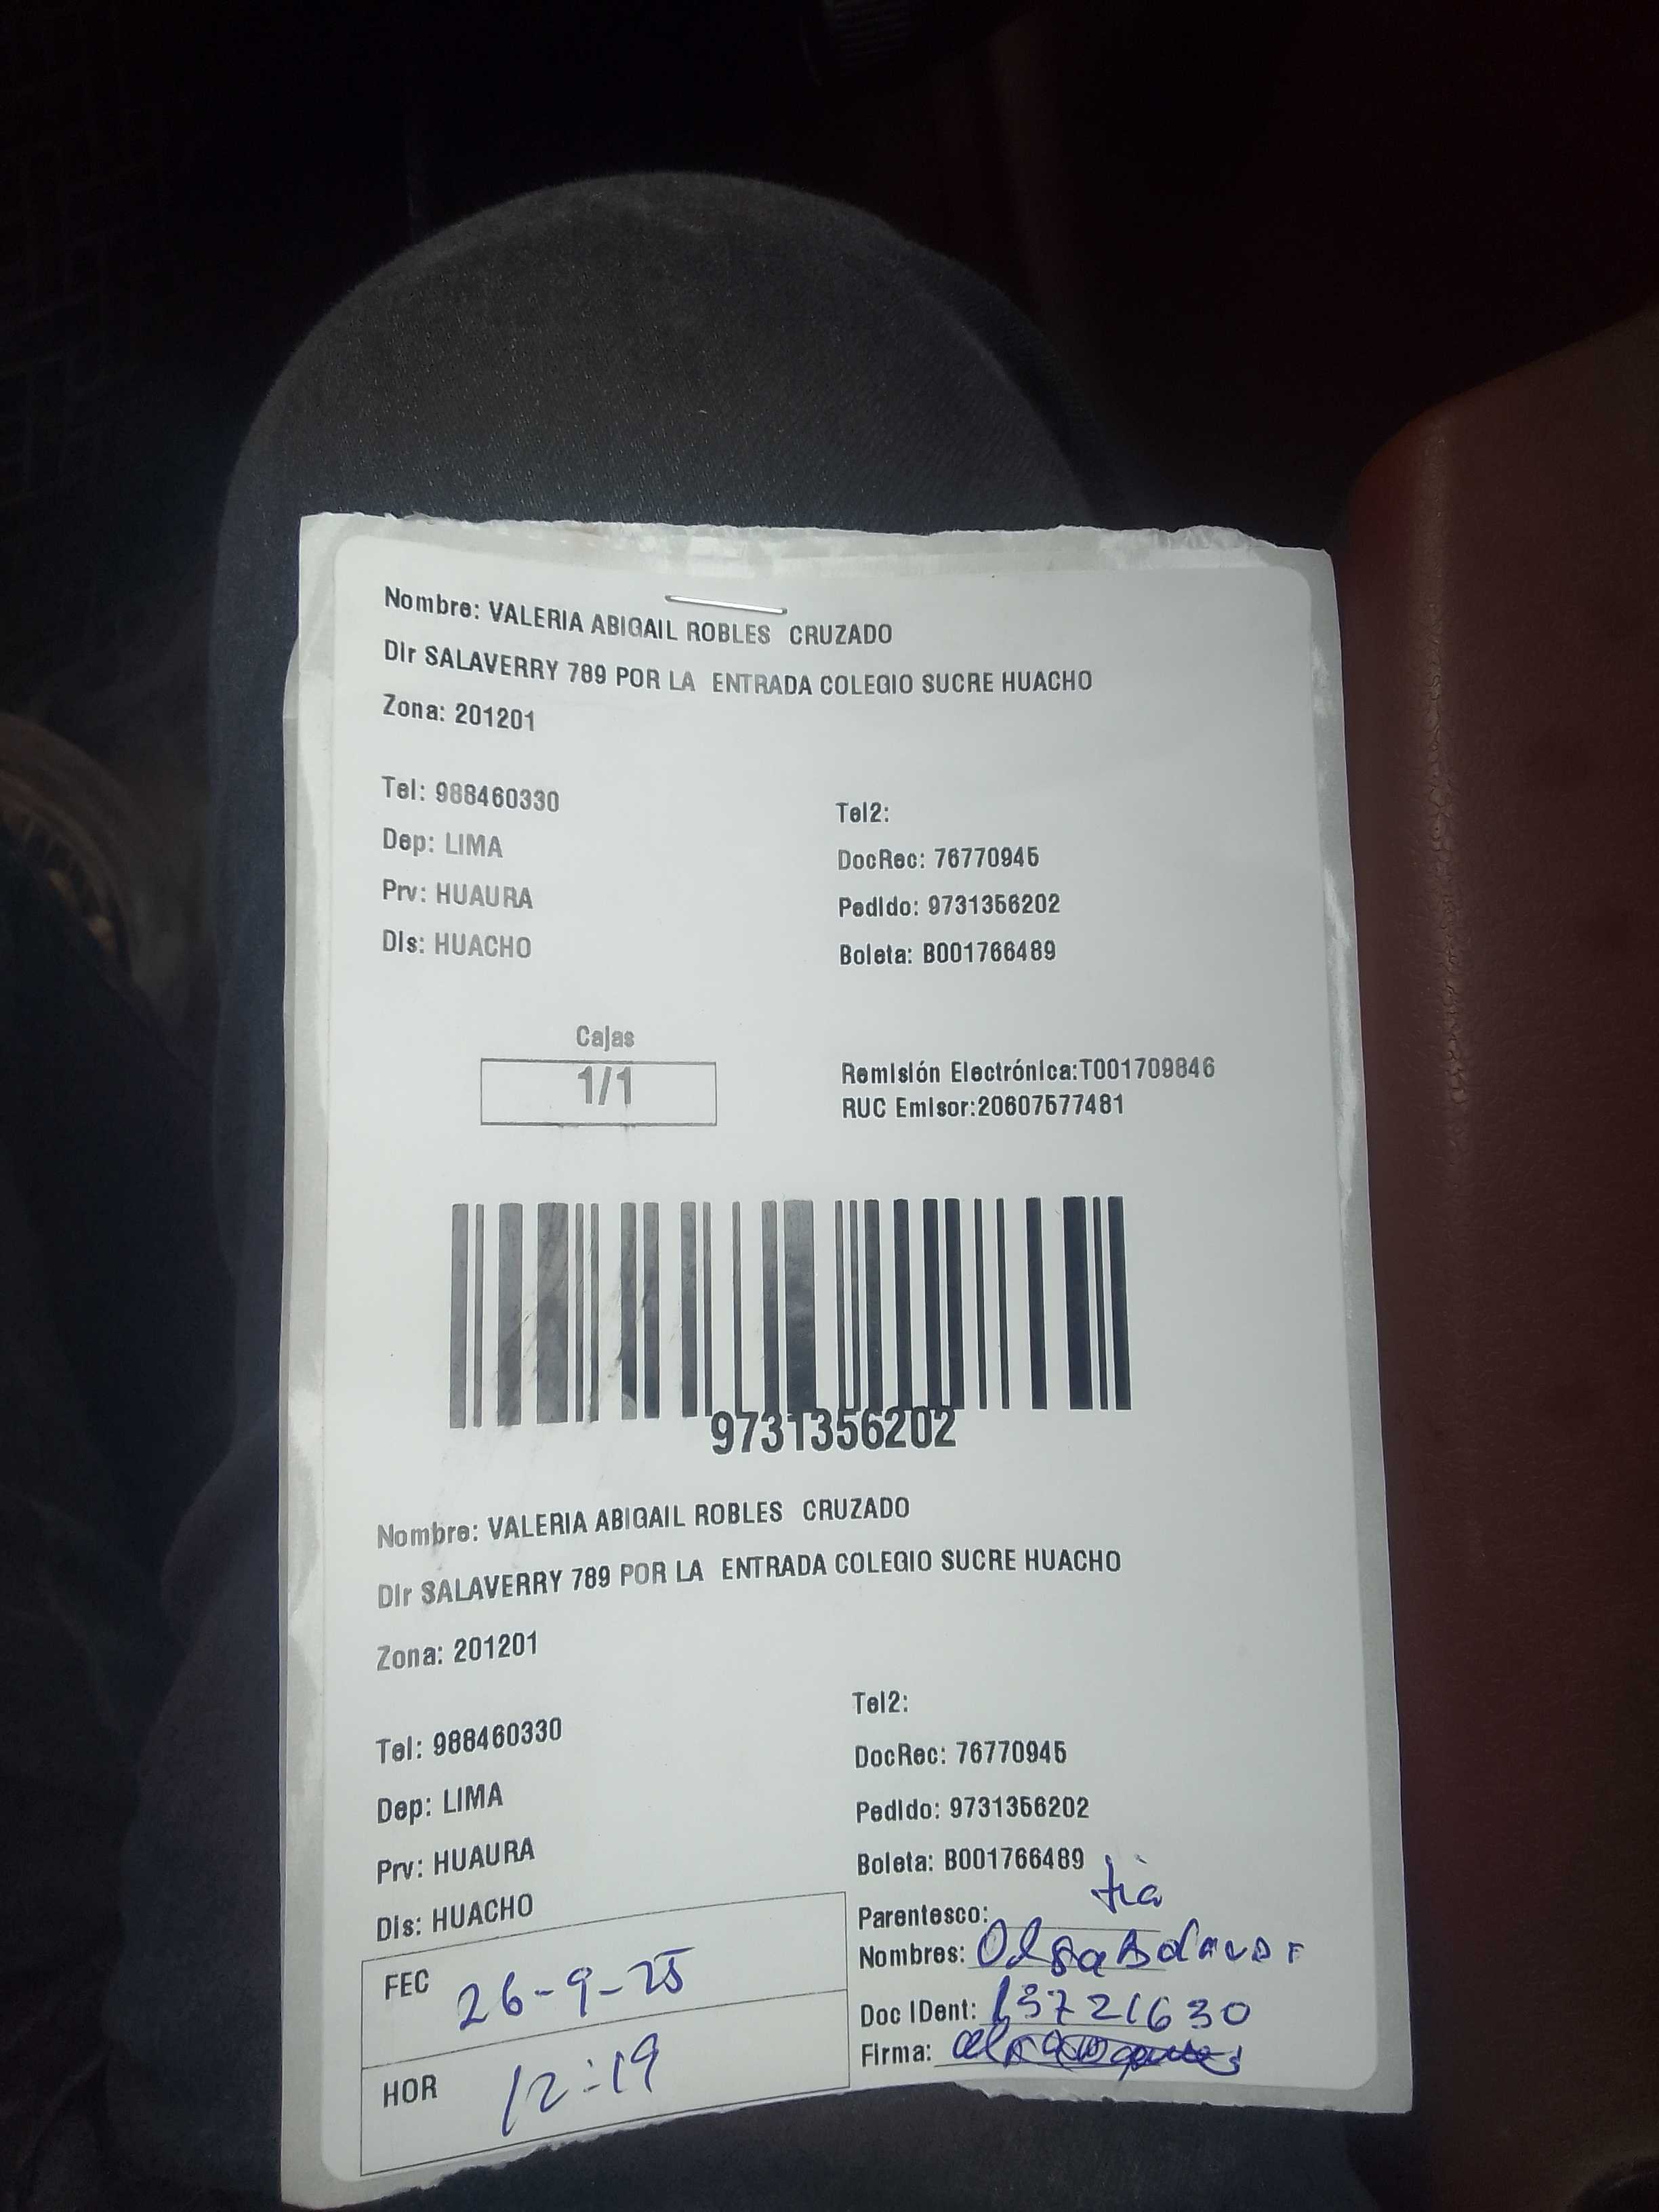 Nombre: VALERIA ABIGAIL ROBLES CRUZADO
Dir SALAVERRY 789 POR LA ENTRADA COLEGIO SUCRE HUACHO
Zona: 201201
Tel: 988460330
Tel2:
Dep: LIMA
DocRec: 76770945
Prv: HUAURA
Pedido: 9731356202
Dis: HUACHO
Boleta: B001766489
Cajas
1/1
Remisión Electrónica:T001709846
RUC Emisor:20607577481
9731356202
Nombre: VALERIA ABIGAIL ROBLES CRUZADO
Dir SALAVERRY 789 POR LA ENTRADA COLEGIO SUCRE HUACHO
Zona: 201201
Tel: 988460330
Tel2:
Dep: LIMA
DocRec: 76770945
Prv: HUAURA
Pedido: 9731356202
Dis: HUACHO
Boleta: B001766489
Parentesco: tia
Nombres: Olga
Doc IDent: 13721630
Firma:
FEC 26-9-25
HOR 12:19